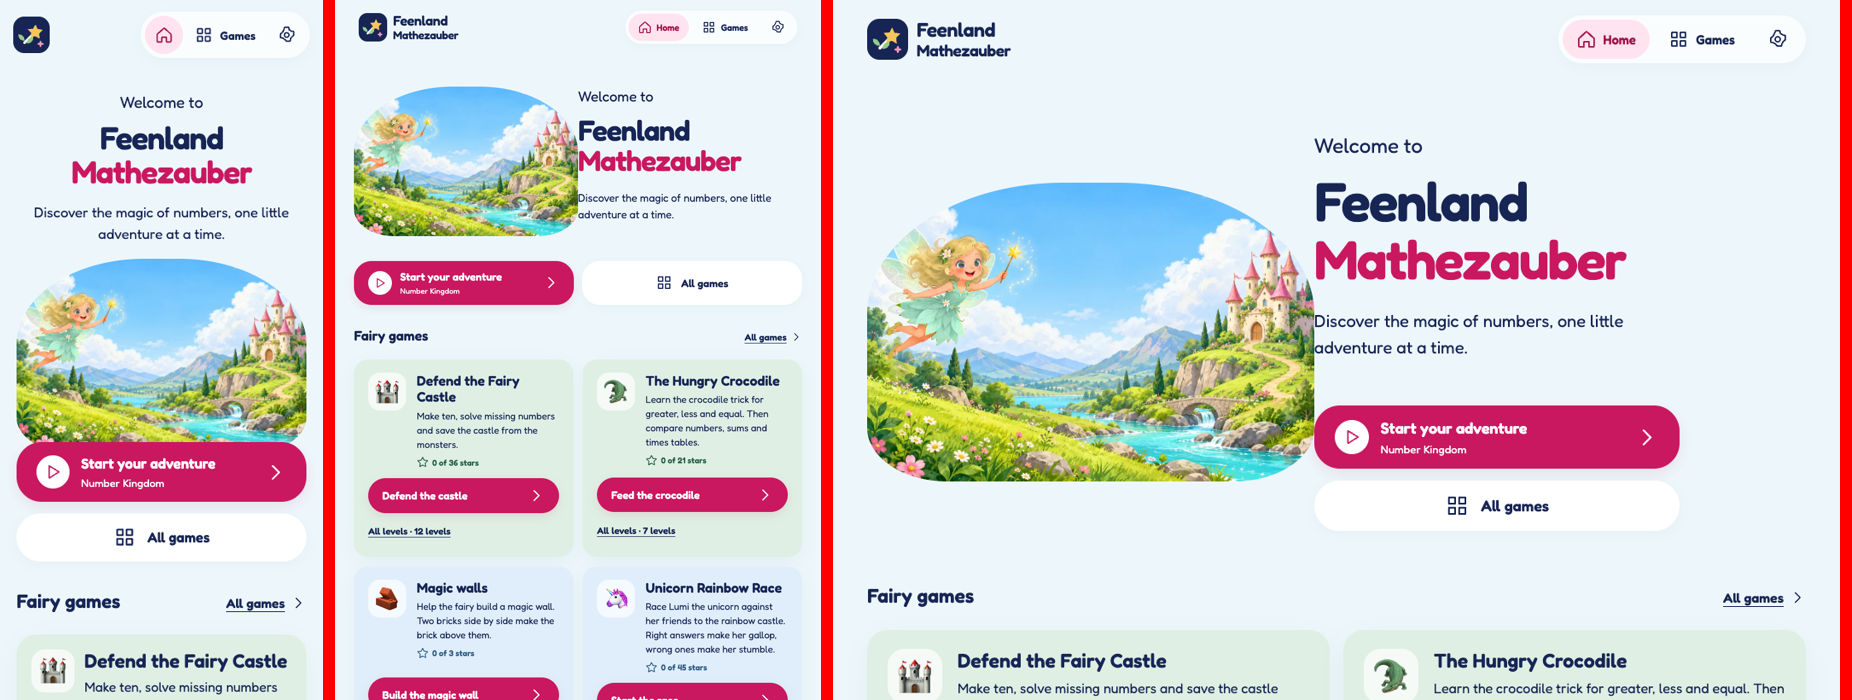 Games
Welcome to
Feenland
Mathezauber
Discover the magic of numbers, one little
adventure at a time.
Start your adventure
Number Kingdom
All games
Fairy games
All games
Defend the Fairy Castle
Make ten, solve missing numbers
Feenland
Mathezauber
Home
Games
Welcome to
Feenland
Mathezauber
Discover the magic of numbers, one little
adventure at a time.
Start your adventure
Number Kingdom
All games
Fairy games
All games
Defend the Fairy
Castle
Make ten, solve missing numbers
and save the castle from the
monsters.
0 of 36 stars
Defend the castle
All levels · 12 levels
The Hungry Crocodile
Learn the crocodile trick for
greater, less and equal. Then
compare numbers, sums and
times tables.
0 of 21 stars
Feed the crocodile
All levels · 7 levels
Magic walls
Help the fairy build a magic wall.
Two bricks side by side make the
brick above them.
0 of 3 stars
Build the magic wall
Unicorn Rainbow Race
Race Lumi the unicorn against
her friends to the rainbow castle.
Right answers make her gallop,
wrong ones make her stumble.
0 of 45 stars
Start the race
Feenland
Mathezauber
Home
Games
Welcome to
Feenland
Mathezauber
Discover the magic of numbers, one little
adventure at a time.
Start your adventure
Number Kingdom
All games
Fairy games
All games
Defend the Fairy Castle
Make ten, solve missing numbers and save the castle
The Hungry Crocodile
Learn the crocodile trick for greater, less and equal. Then